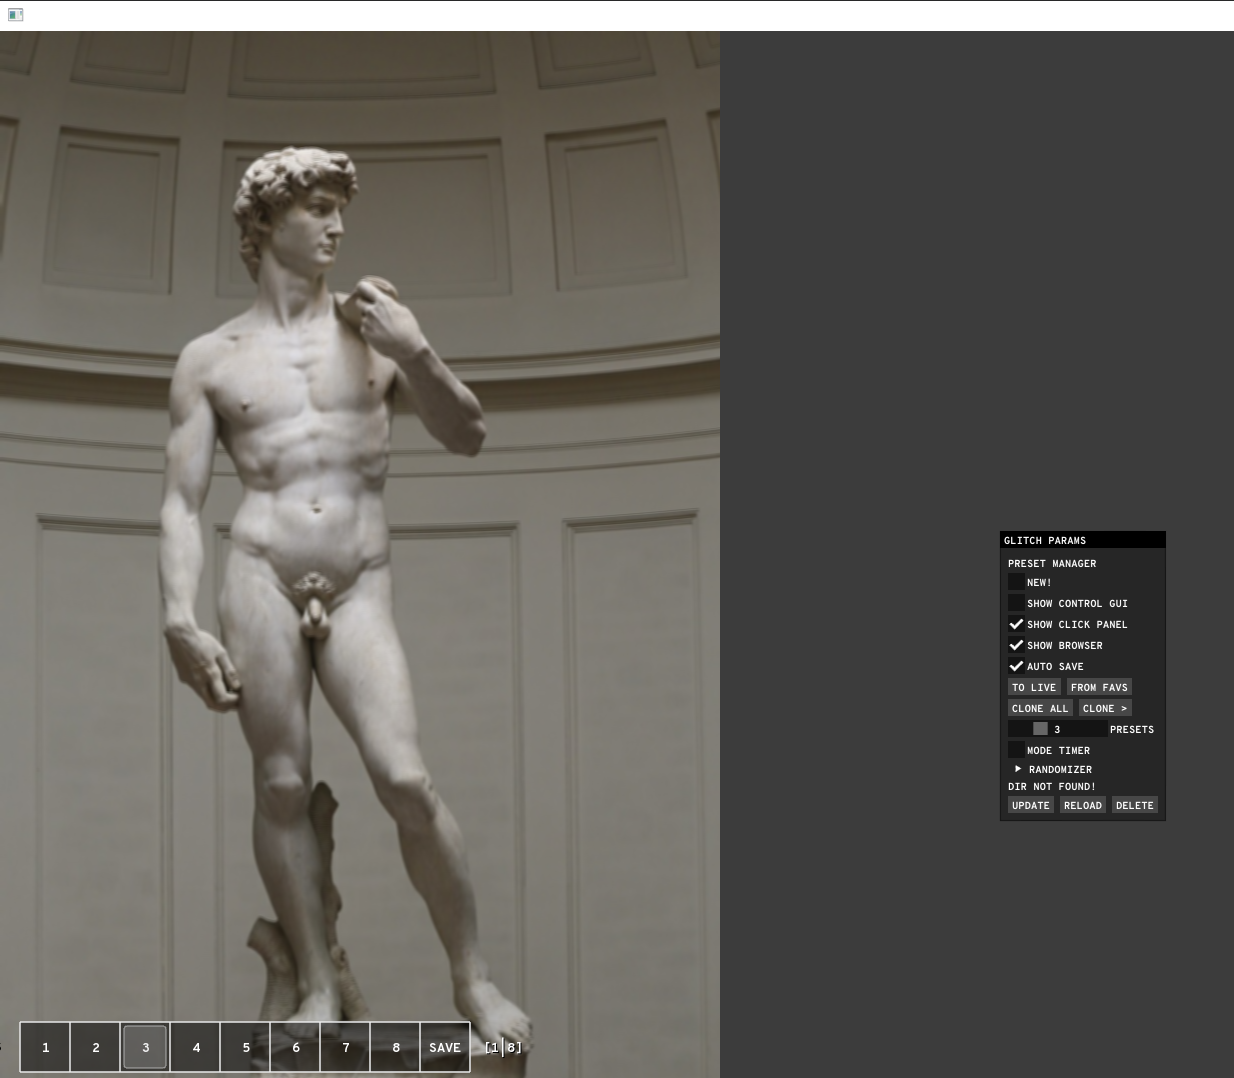 GLITCH PARAMS
PRESET MANAGER
NEW!
SHOW CONTROL GUI
SHOW CLICK PANEL
SHOW BROWSER
AUTO SAVE
TO LIVE FROM FAVS
CLONE ALL CLONE >
3 PRESETS
MODE TIMER
RANDOMIZER
DIR NOT FOUND!
UPDATE RELOAD DELETE
1 2 3 4 5 6 7 8 SAVE [1|8]